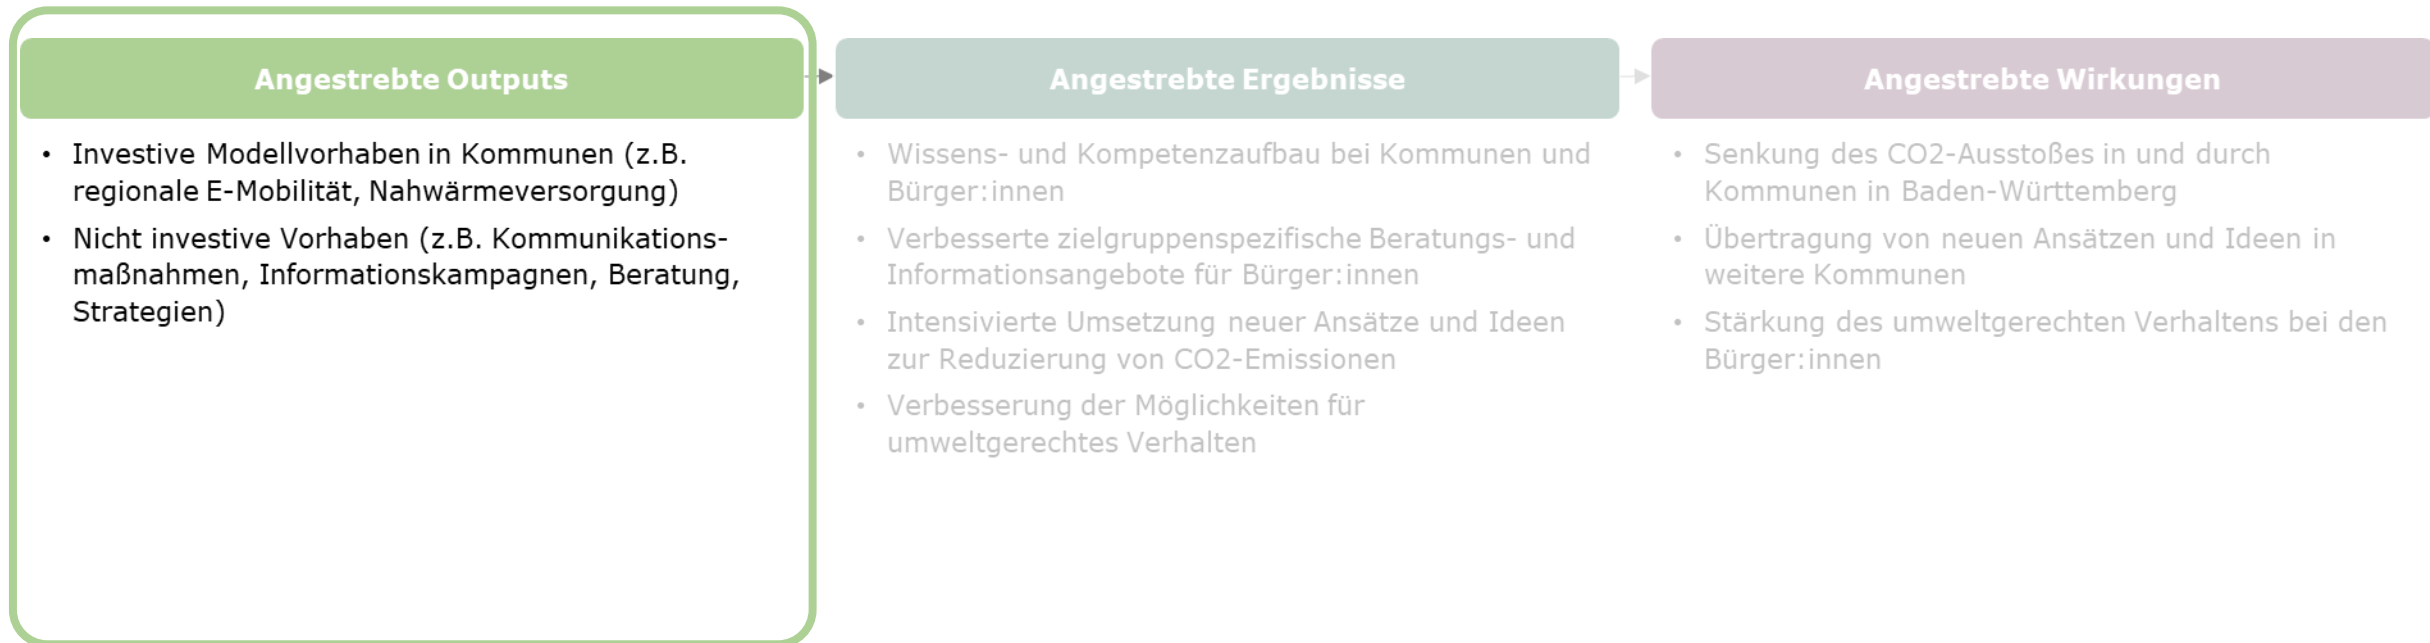 Angestrebte Outputs
• Investive Modellvorhaben in Kommunen (z.B.
regionale E-Mobilität, Nahwärmeversorgung)
• Nicht investive Vorhaben (z.B. Kommunikations-
maßnahmen, Informationskampagnen, Beratung,
Strategien)
Angestrebte Ergebnisse
• Wissens- und Kompetenzaufbau bei Kommunen und
Bürger:innen
• Verbesserte zielgruppenspezifische Beratungs- und
Informationsangebote für Bürger:innen
• Intensivierte Umsetzung neuer Ansätze und Ideen
zur Reduzierung von CO2-Emissionen
• Verbesserung der Möglichkeiten für
umweltgerechtes Verhalten
Angestrebte Wirkungen
• Senkung des CO2-Ausstoßes in und durch
Kommunen in Baden-Württemberg
• Übertragung von neuen Ansätzen und Ideen in
weitere Kommunen
• Stärkung des umweltgerechten Verhaltens bei den
Bürger:innen